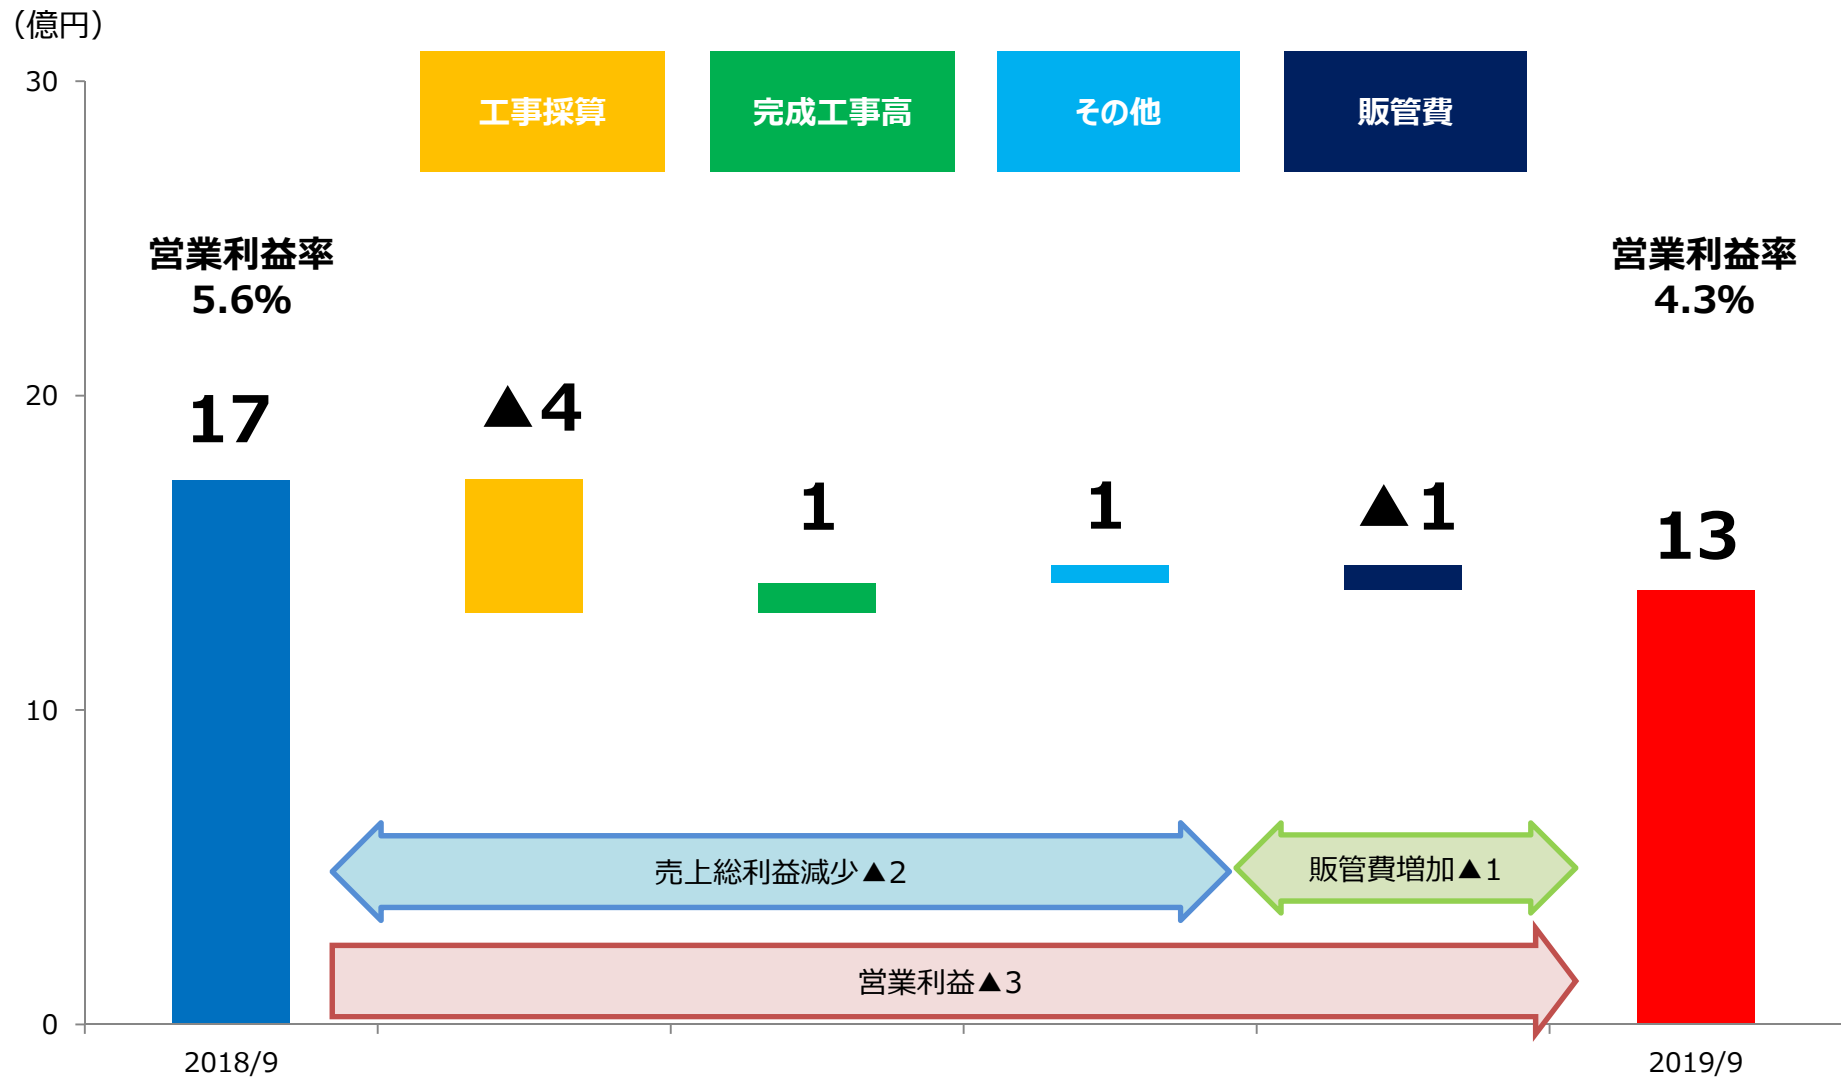 （億円）
30
工事採算
完成工事高
その他
販管費
営業利益率
5.6%
営業利益率
4.3%
20
17
▲4
1
1
▲1
13
10
売上総利益減少▲2
販管費増加▲1
営業利益▲3
0
2018/9
2019/9